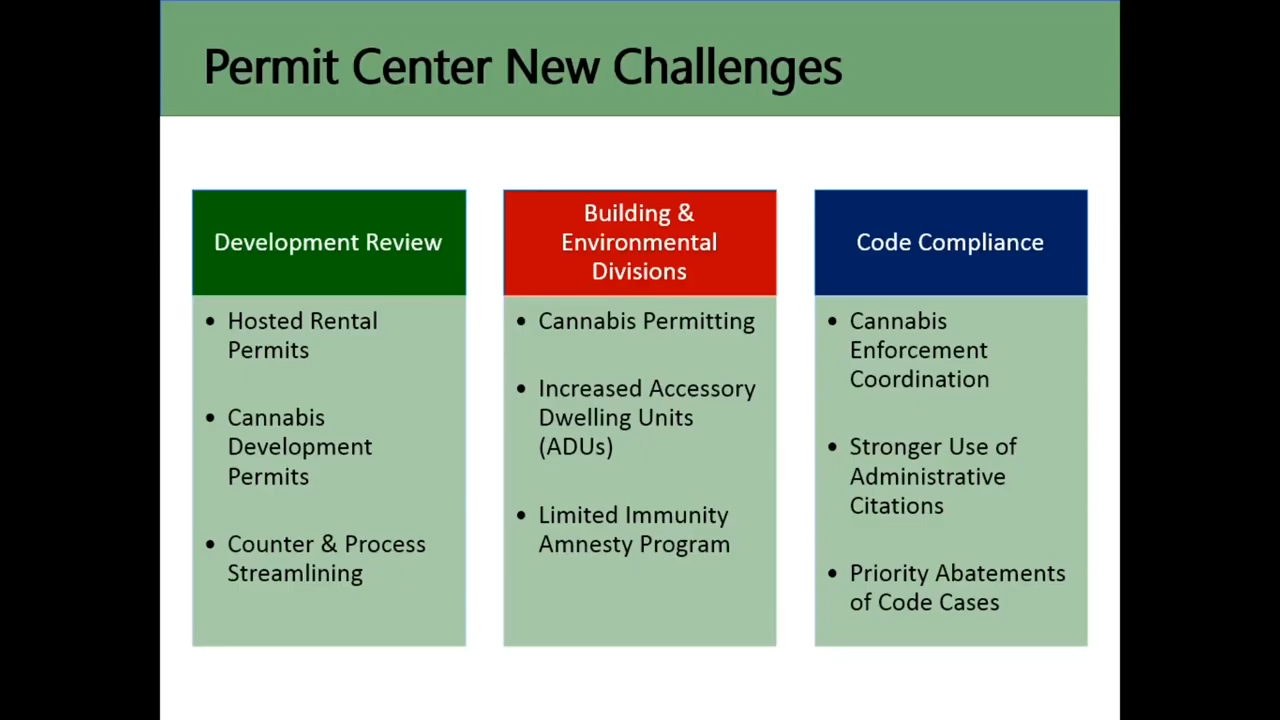 Permit Center New Challenges
Development Review
• Hosted Rental
Permits
• Cannabis
Development
Permits
• Counter & Process
Streamlining
Building &
Environmental
Divisions
• Cannabis Permitting
• Increased Accessory
Dwelling Units
(ADUs)
• Limited Immunity
Amnesty Program
Code Compliance
• Cannabis
Enforcement
Coordination
• Stronger Use of
Administrative
Citations
• Priority Abatements
of Code Cases